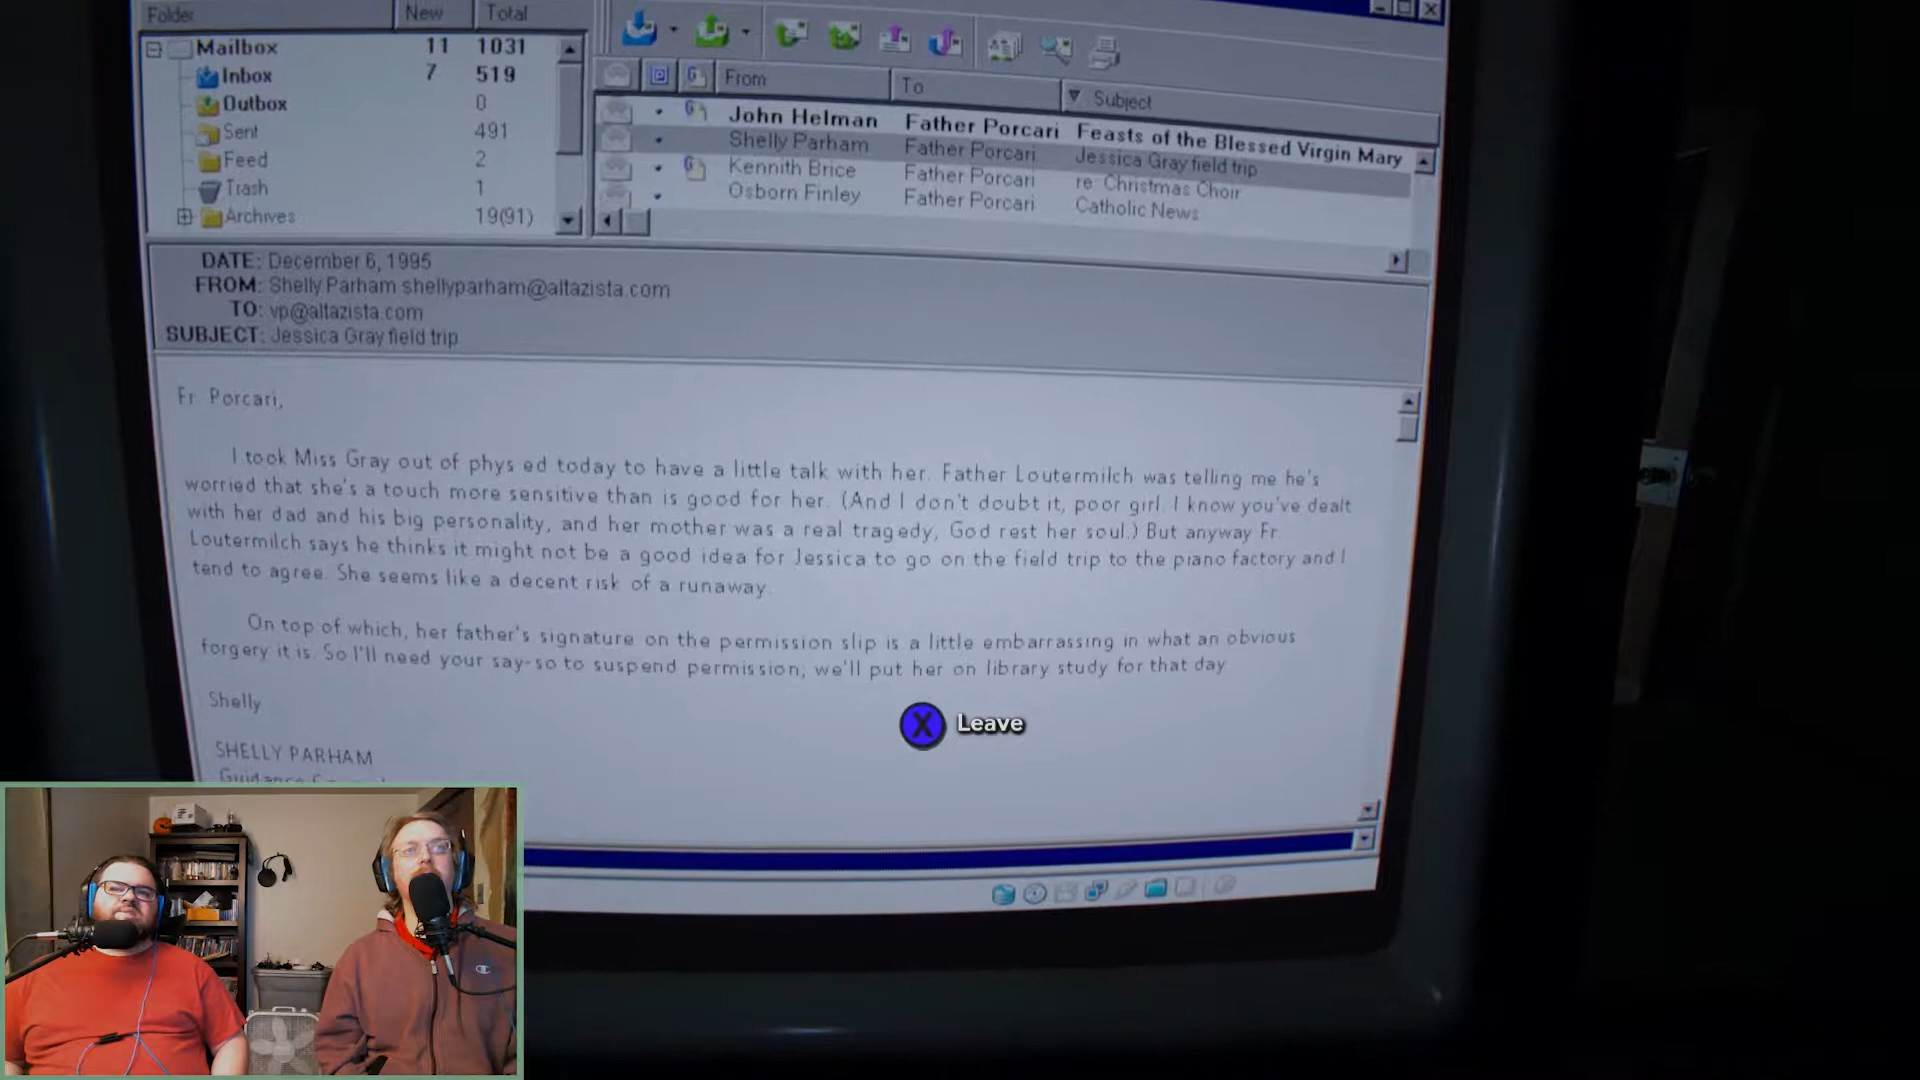 Folder New Total
Mailbox 11 1031
Inbox 7 519
Outbox 0
Sent 491
Feed 2
Trash 1
Archives 19(91)
From To Subject
John Helman Father Porcari Feasts of the Blessed Virgin Mary
Shelly Parham Father Porcari Jessica Gray field trip
Kennith Brice Father Porcari re: Christmas Choir
Osborn Finley Father Porcari Catholic News
DATE: December 6, 1995
FROM: Shelly Parham shellyparham@altazista.com
TO: vp@altazista.com
SUBJECT: Jessica Gray field trip
Fr. Porcari,
I took Miss Gray out of phys ed today to have a little talk with her. Father Loutermilch was telling me he's
worried that she's a touch more sensitive than is good for her. (And I don't doubt it, poor girl. I know you've dealt
with her dad and his big personality, and her mother was a real tragedy, God rest her soul.) But anyway Fr.
Loutermilch says he thinks it might not be a good idea for Jessica to go on the field trip to the piano factory and I
tend to agree. She seems like a decent risk of a runaway.
On top of which, her father's signature on the permission slip is a little embarrassing in what an obvious
forgery it is. So I'll need your say-so to suspend permission; we'll put her on library study for that day
Shelly
SHELLY PARHAM
Guidance
X Leave